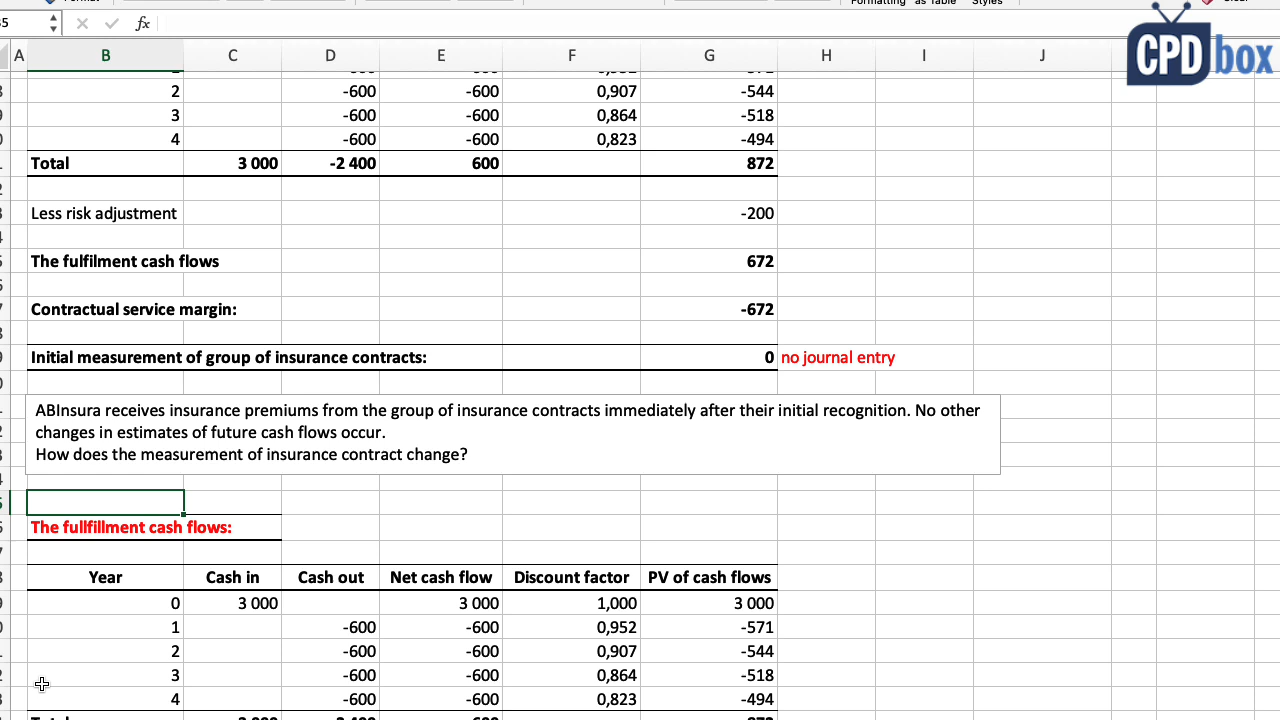 Formatting as Table Styles
fx
CPD box
A B C D E F G H I J
2 -600 -600 0,907 -544
3 -600 -600 0,864 -518
4 -600 -600 0,823 -494
Total 3 000 -2 400 600 872
Less risk adjustment -200
The fulfilment cash flows 672
Contractual service margin: -672
Initial measurement of group of insurance contracts: 0 no journal entry
ABInsura receives insurance premiums from the group of insurance contracts immediately after their initial recognition. No other
changes in estimates of future cash flows occur.
How does the measurement of insurance contract change?
The fullfillment cash flows:
Year Cash in Cash out Net cash flow Discount factor PV of cash flows
0 3 000 3 000 1,000 3 000
1 -600 -600 0,952 -571
2 -600 -600 0,907 -544
3 -600 -600 0,864 -518
4 -600 -600 0,823 -494